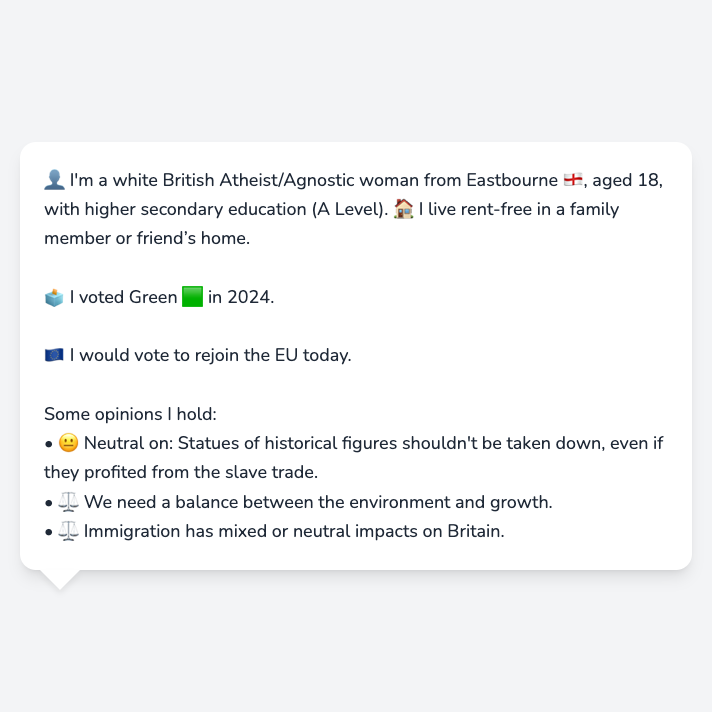 👤 I'm a white British Atheist/Agnostic woman from Eastbourne 🏴󠁧󠁢󠁥󠁮󠁧󠁿, aged 18,
with higher secondary education (A Level). 🏠 I live rent-free in a family
member or friend’s home.
🗳️ I voted Green 🟩 in 2024.
🇪🇺 I would vote to rejoin the EU today.
Some opinions I hold:
• 😐 Neutral on: Statues of historical figures shouldn't be taken down, even if
they profited from the slave trade.
• ⚖️ We need a balance between the environment and growth.
• ⚖️ Immigration has mixed or neutral impacts on Britain.